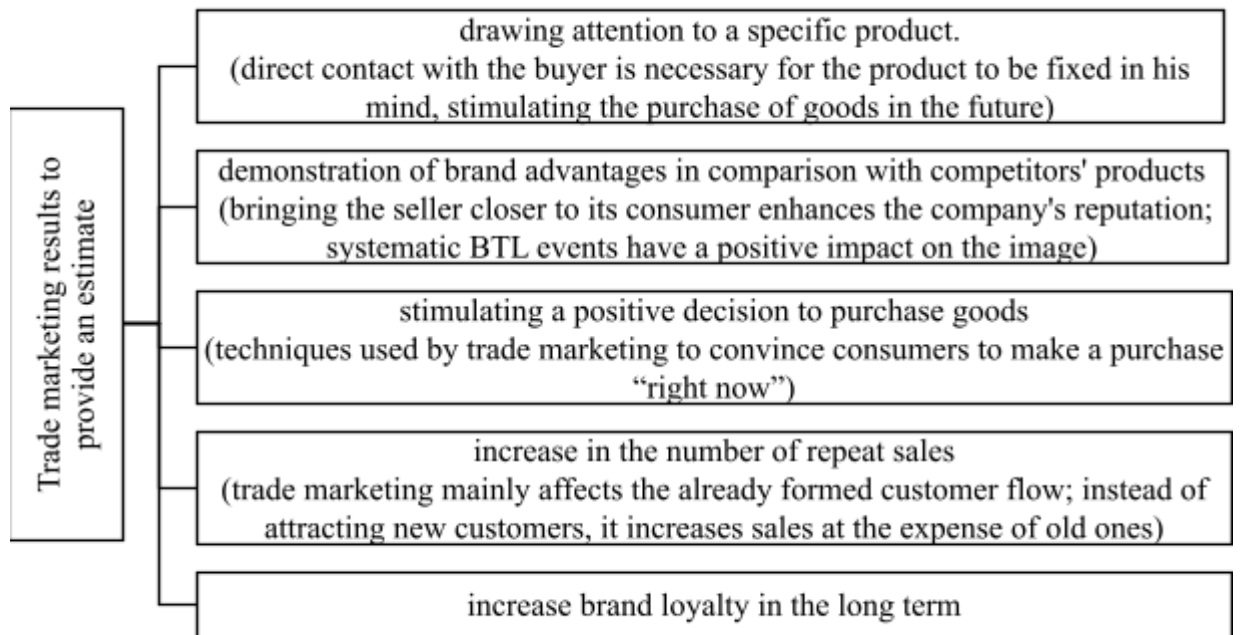 Trade marketing results to
provide an estimate
drawing attention to a specific product.
(direct contact with the buyer is necessary for the product to be fixed in his
mind, stimulating the purchase of goods in the future)
demonstration of brand advantages in comparison with competitors' products
(bringing the seller closer to its consumer enhances the company's reputation;
systematic BTL events have a positive impact on the image)
stimulating a positive decision to purchase goods
(techniques used by trade marketing to convince consumers to make a purchase
“right now”)
increase in the number of repeat sales
(trade marketing mainly affects the already formed customer flow; instead of
attracting new customers, it increases sales at the expense of old ones)
increase brand loyalty in the long term